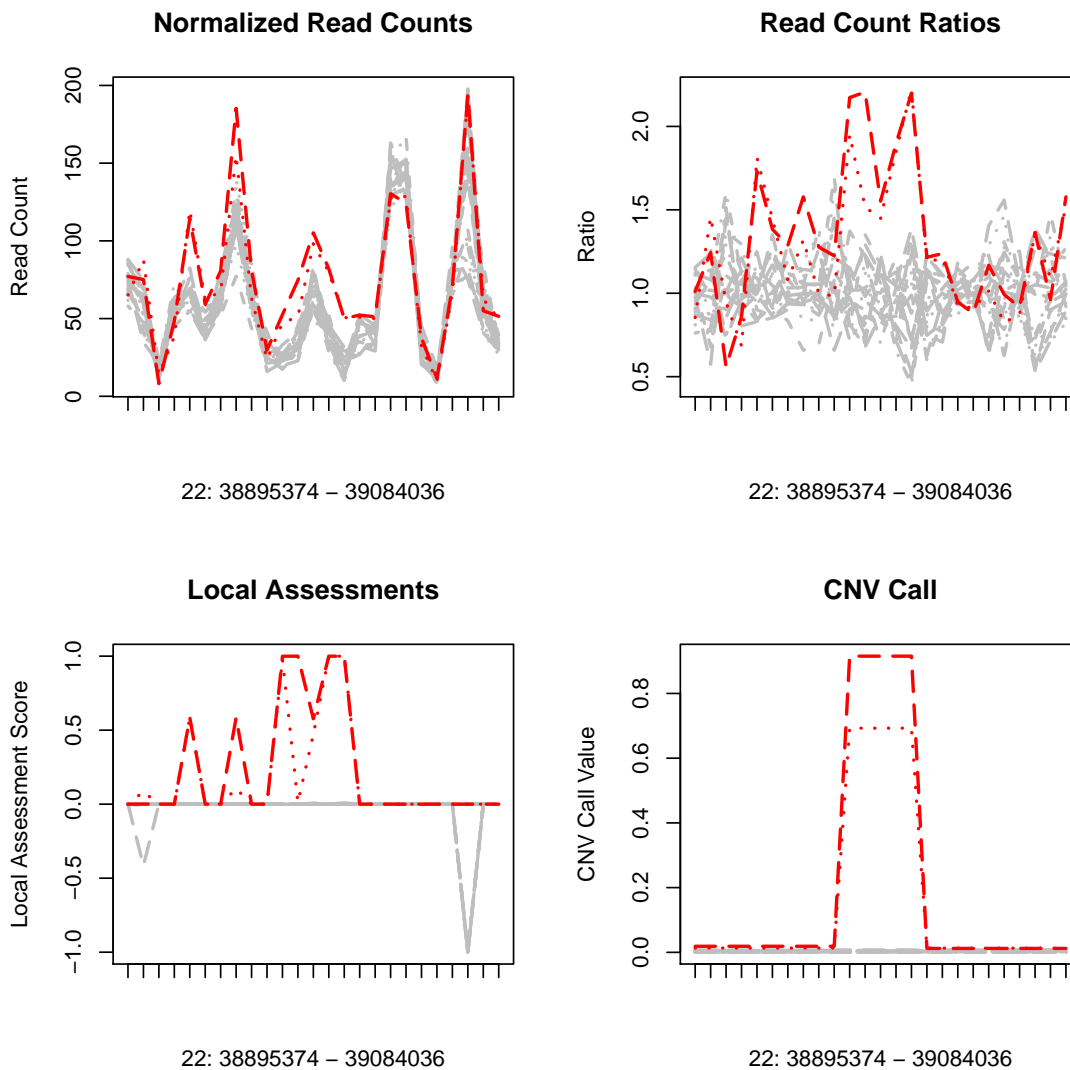 Normalized Read Counts
Read Count
200
150
100
50
0
22: 38895374 – 39084036
Read Count Ratios
Ratio
2.0
1.5
1.0
0.5
22: 38895374 – 39084036
Local Assessments
Local Assessment Score
1.0
0.5
0.0
−0.5
−1.0
22: 38895374 – 39084036
CNV Call
CNV Call Value
0.8
0.6
0.4
0.2
0.0
22: 38895374 – 39084036